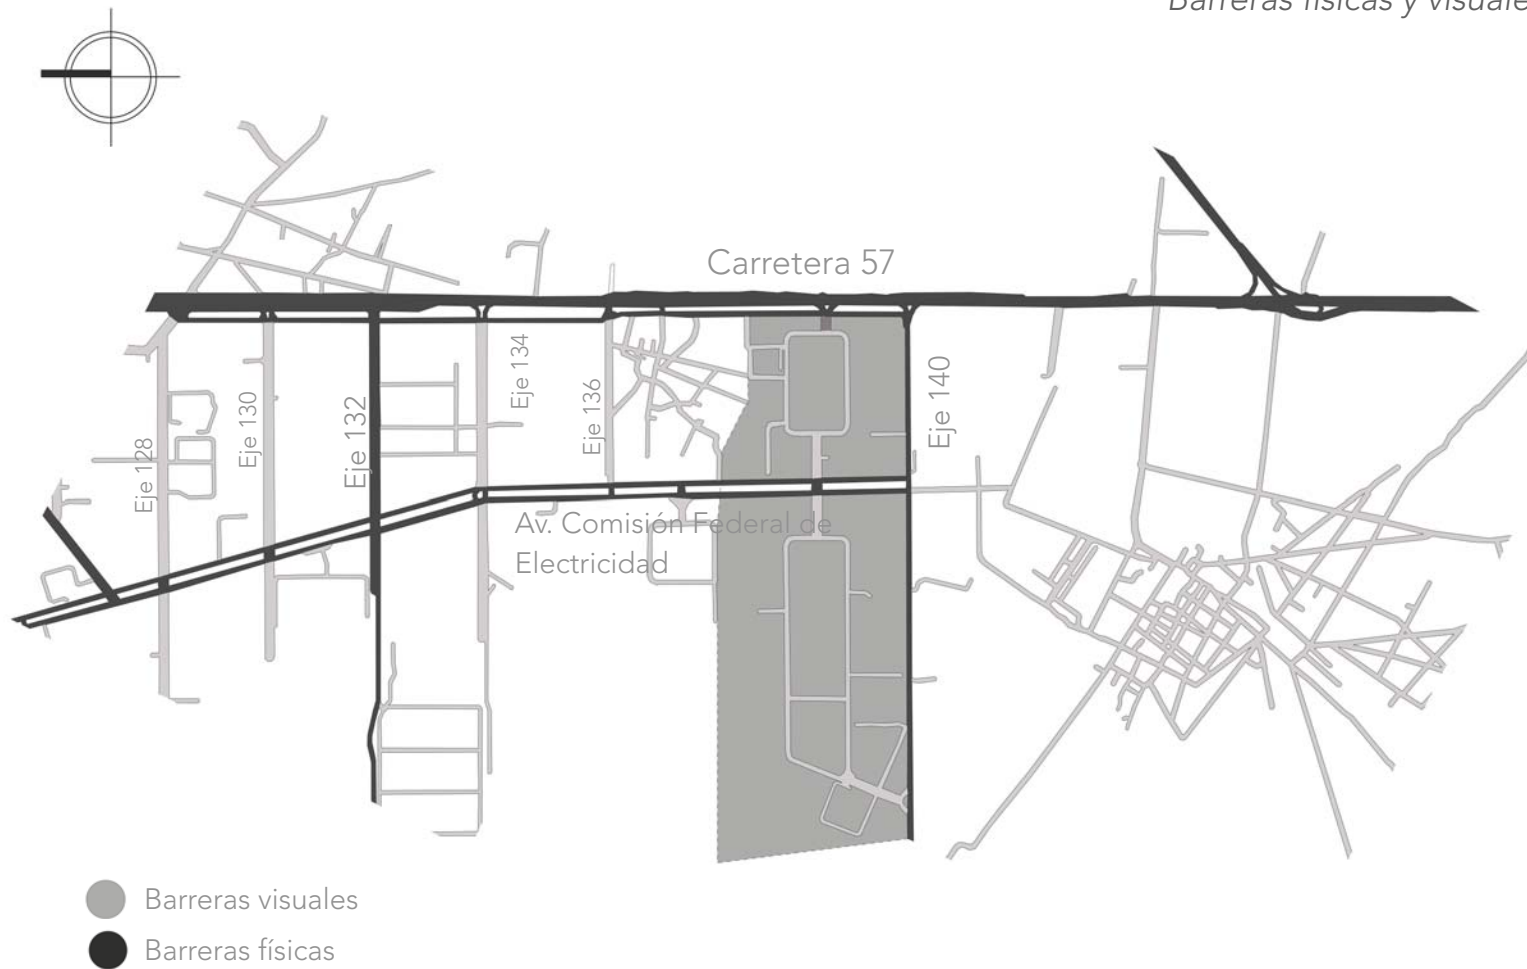 Barreras físicas y visuale
Carretera 57
Eje 128
Eje 130
Eje 132
Eje 134
Eje 136
Eje 140
Av. Comisión Federal de
Electricidad
Barreras visuales
Barreras físicas